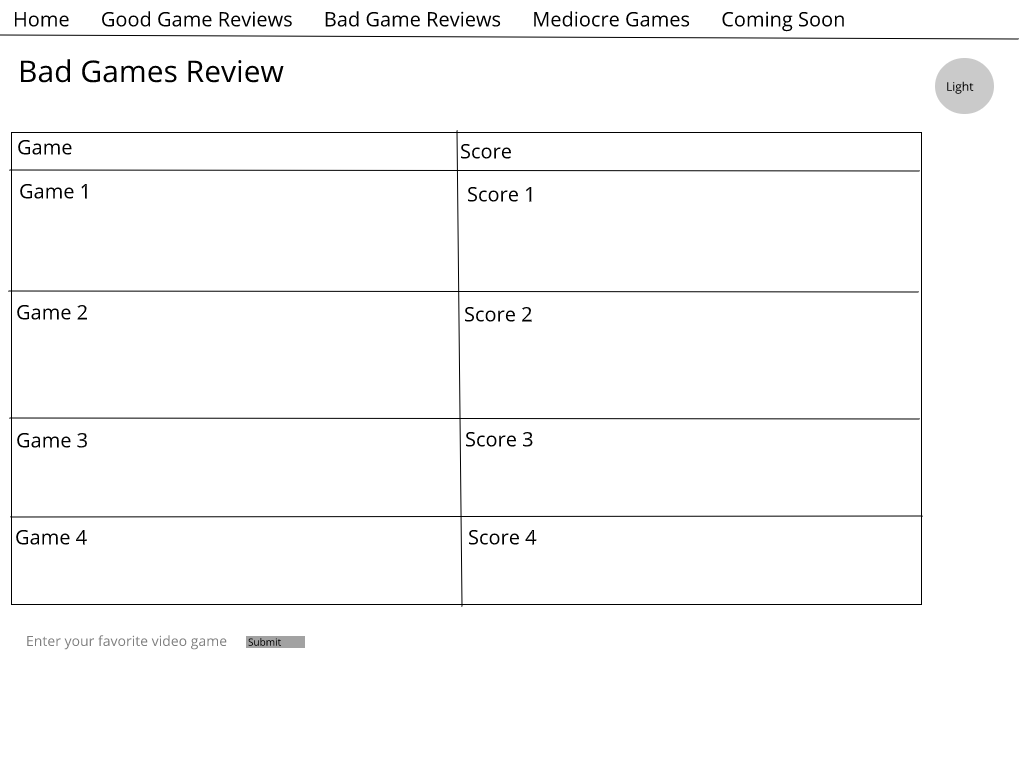 Home Good Game Reviews Bad Game Reviews Mediocre Games Coming Soon
Bad Games Review
Light
Game Score
Game 1 Score 1
Game 2 Score 2
Game 3 Score 3
Game 4 Score 4
Enter your favorite video game Submit